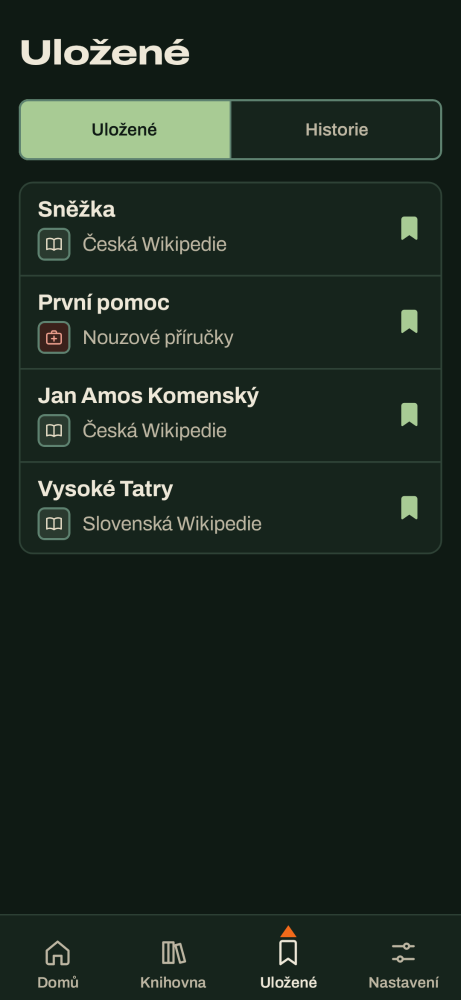 Uložené
Uložené
Historie
Sněžka
Česká Wikipedie
První pomoc
Nouzové příručky
Jan Amos Komenský
Česká Wikipedie
Vysoké Tatry
Slovenská Wikipedie
Domů
Knihovna
Uložené
Nastavení